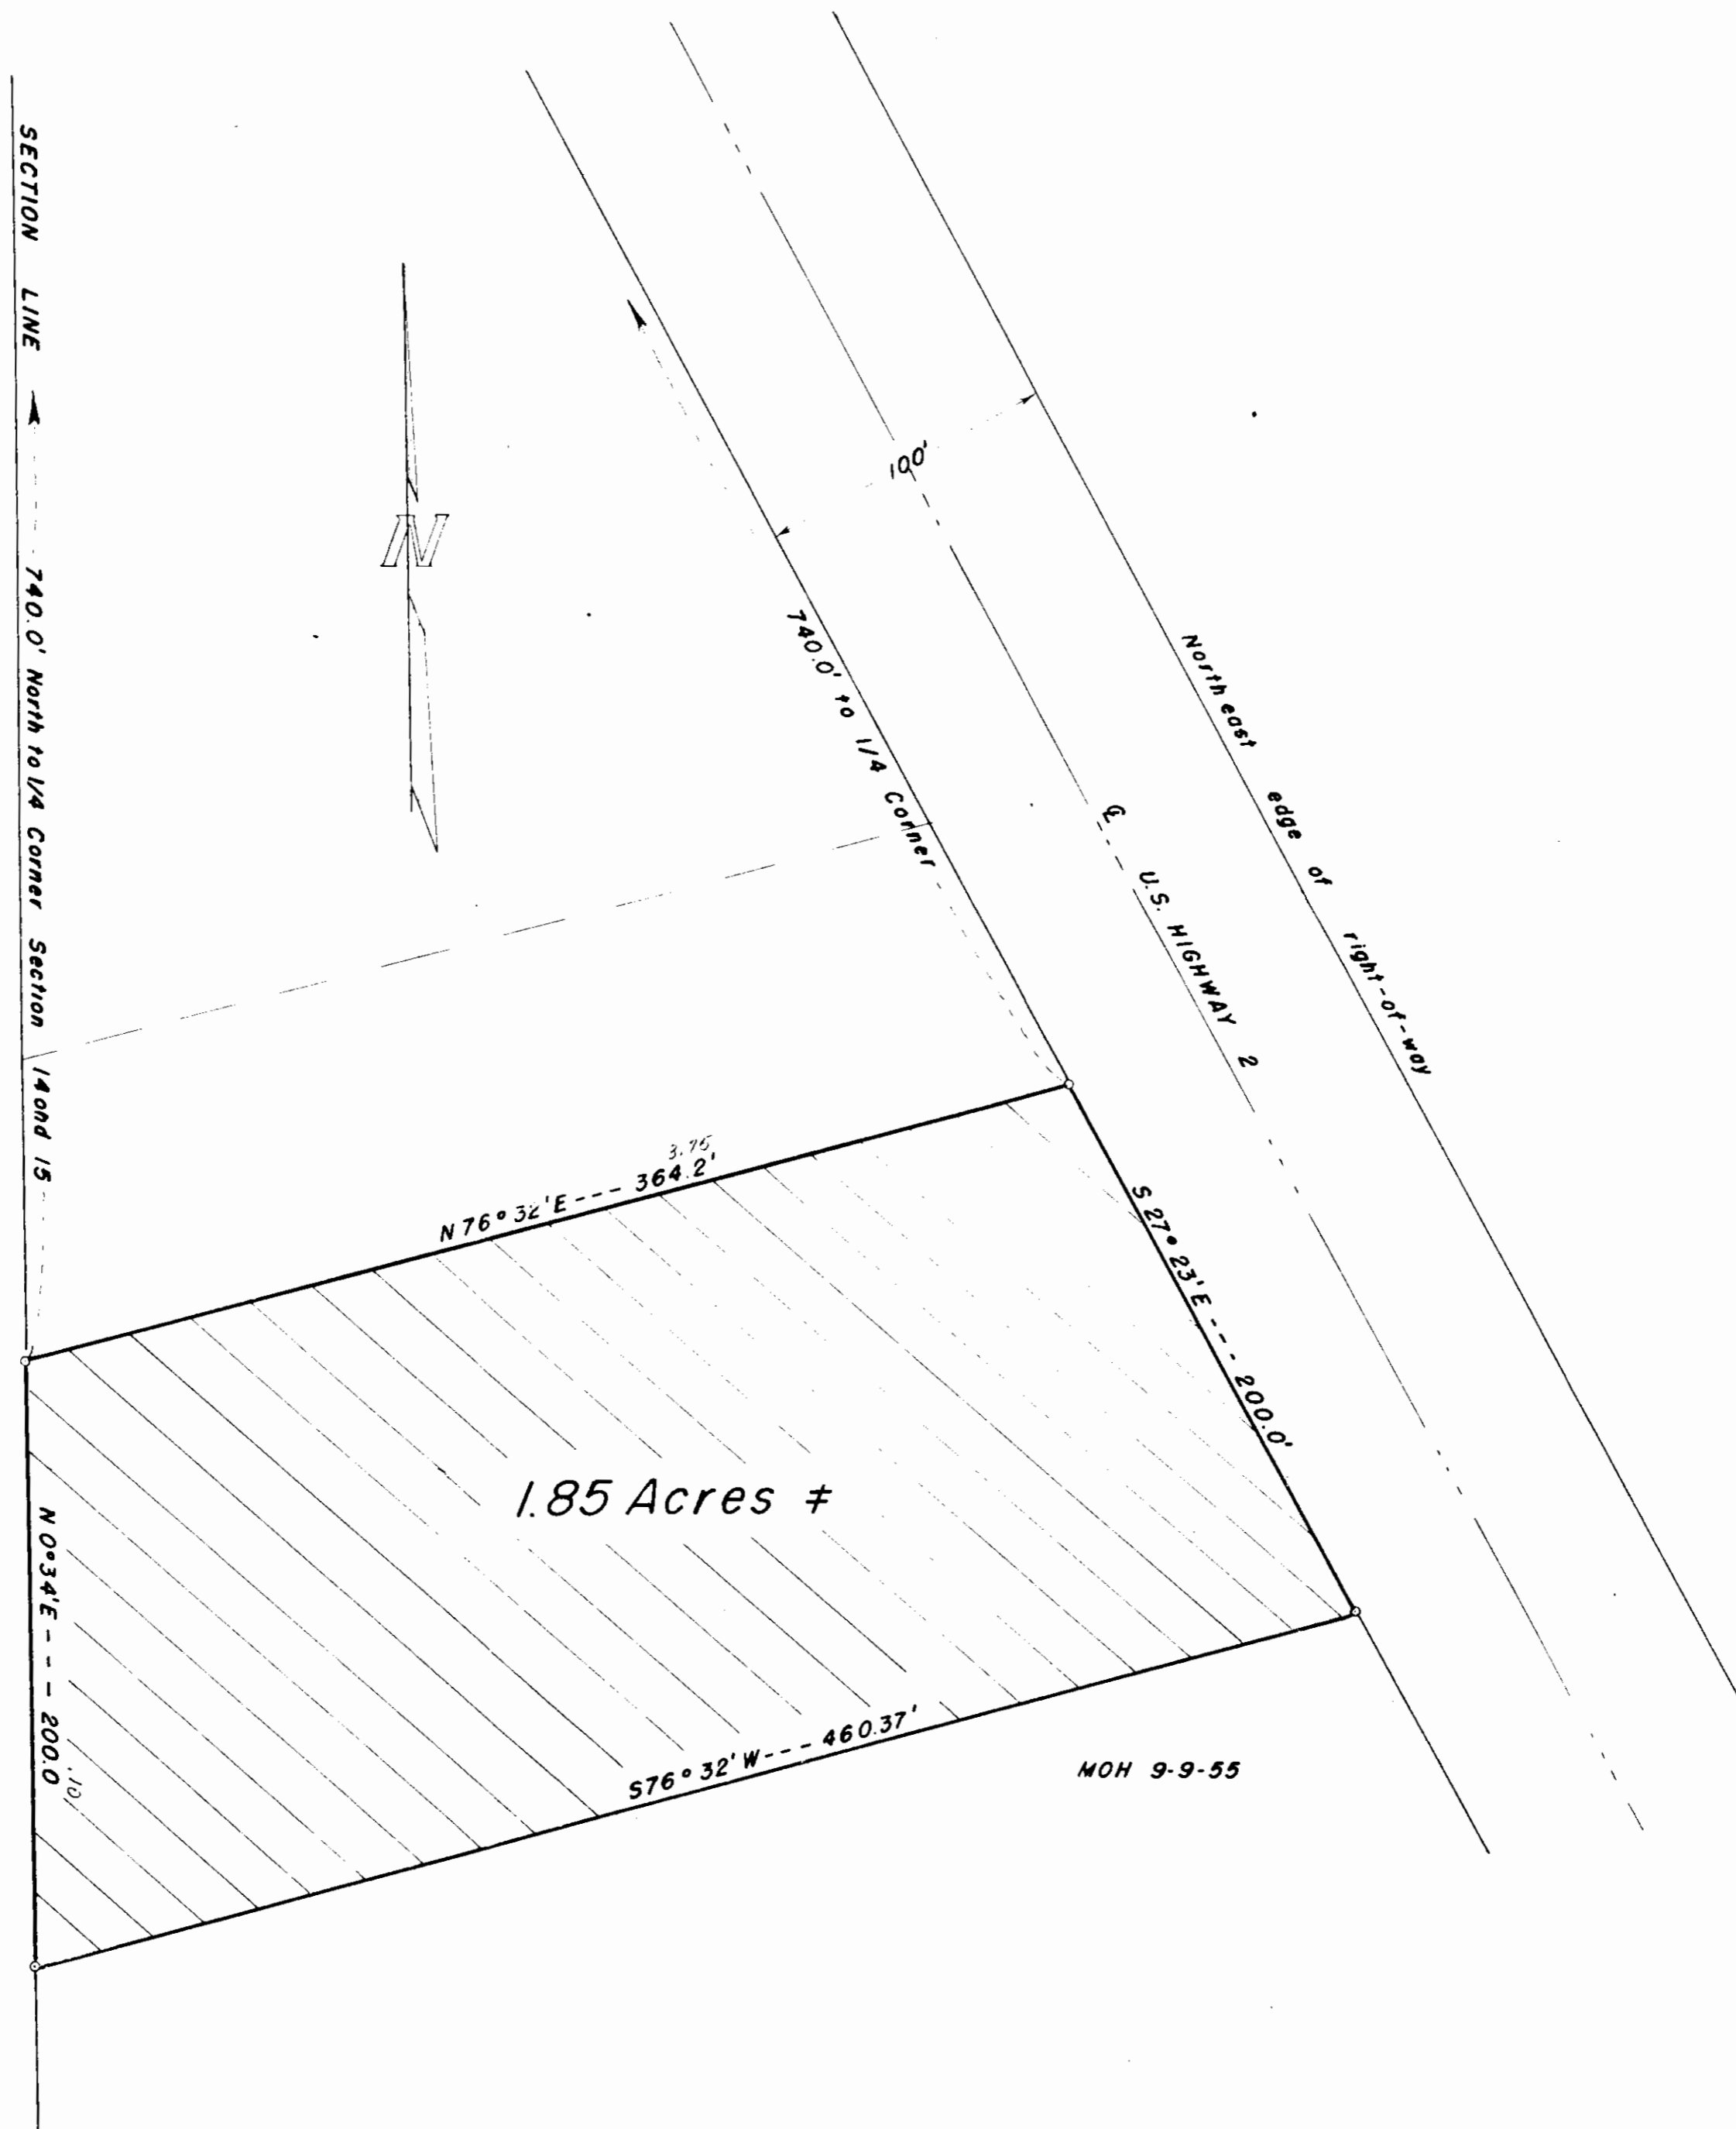 SECTION LINE
740.0' North to 1/4 Corner Section 14 and 15
N
100'
740.0' to 1/4 Corner
North east edge of right-of-way
℄ U.S. HIGHWAY 2
3.75
N 76° 32' E ---- 364.2'
S 27° 23' E --- 200.0'
1.85 Acres ±
N 0°34' E --- 200.0
.10
S 76° 32' W ---- 460.37'
MOH 9-9-55